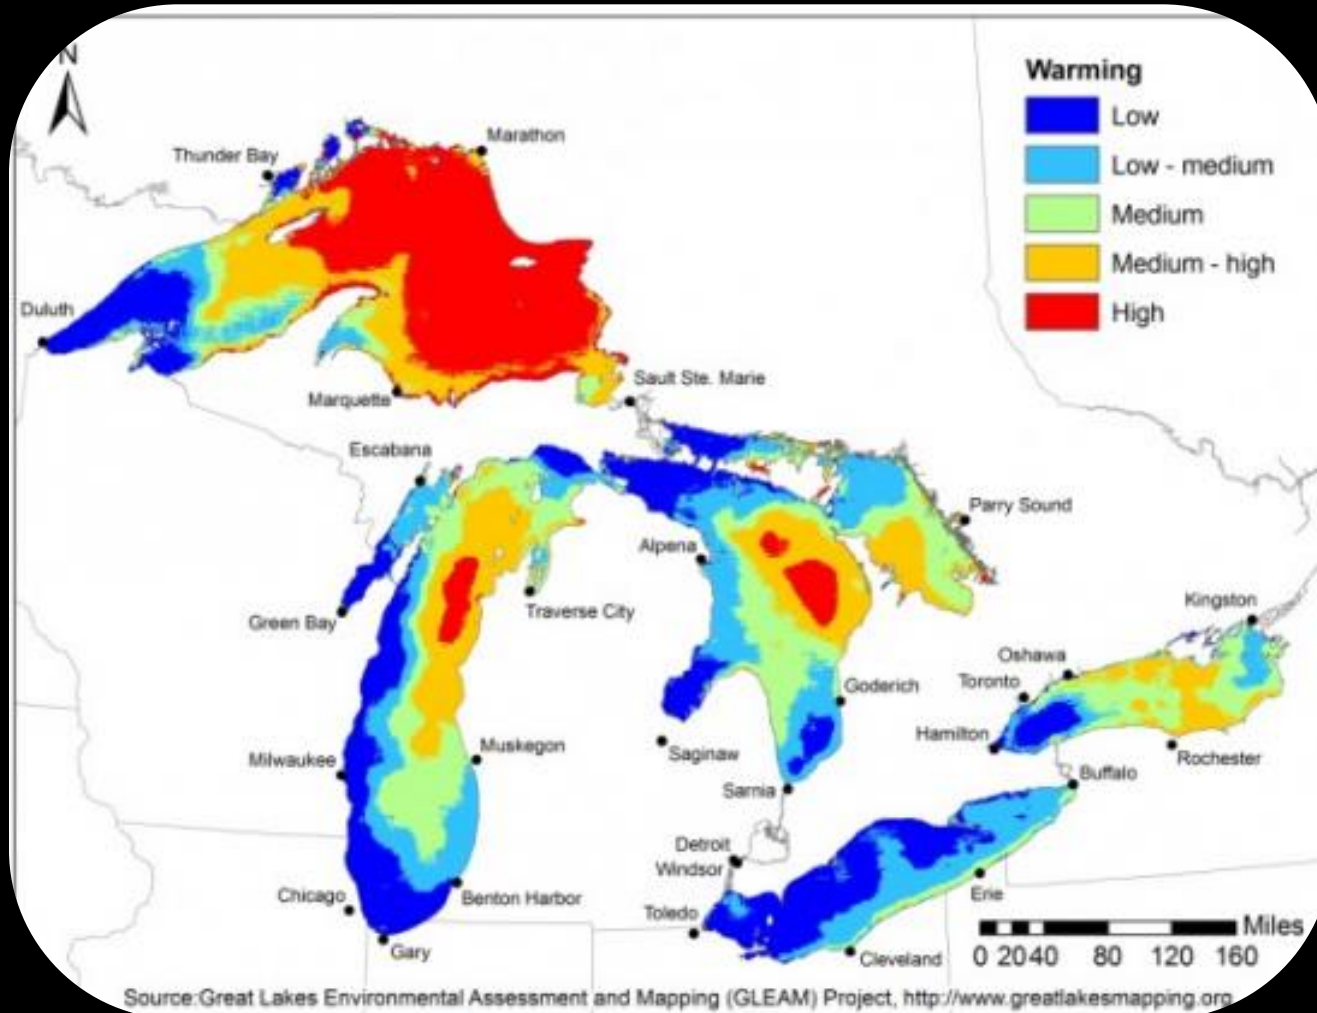 N
Warming
Low
Low - medium
Medium
Medium - high
High
Marathon
Thunder Bay
Duluth
Marquette
Sault Ste. Marie
Escabana
Parry Sound
Alpena
Green Bay
Traverse City
Kingston
Oshawa
Toronto
Goderich
Hamilton
Rochester
Saginaw
Muskegon
Milwaukee
Buffalo
Sarnia
Detroit
Windsor
Erie
Chicago
Benton Harbor
Toledo
Gary
Cleveland
Miles
0 20 40 80 120 160
Source:Great Lakes Environmental Assessment and Mapping (GLEAM) Project, http://www.greatlakesmapping.org